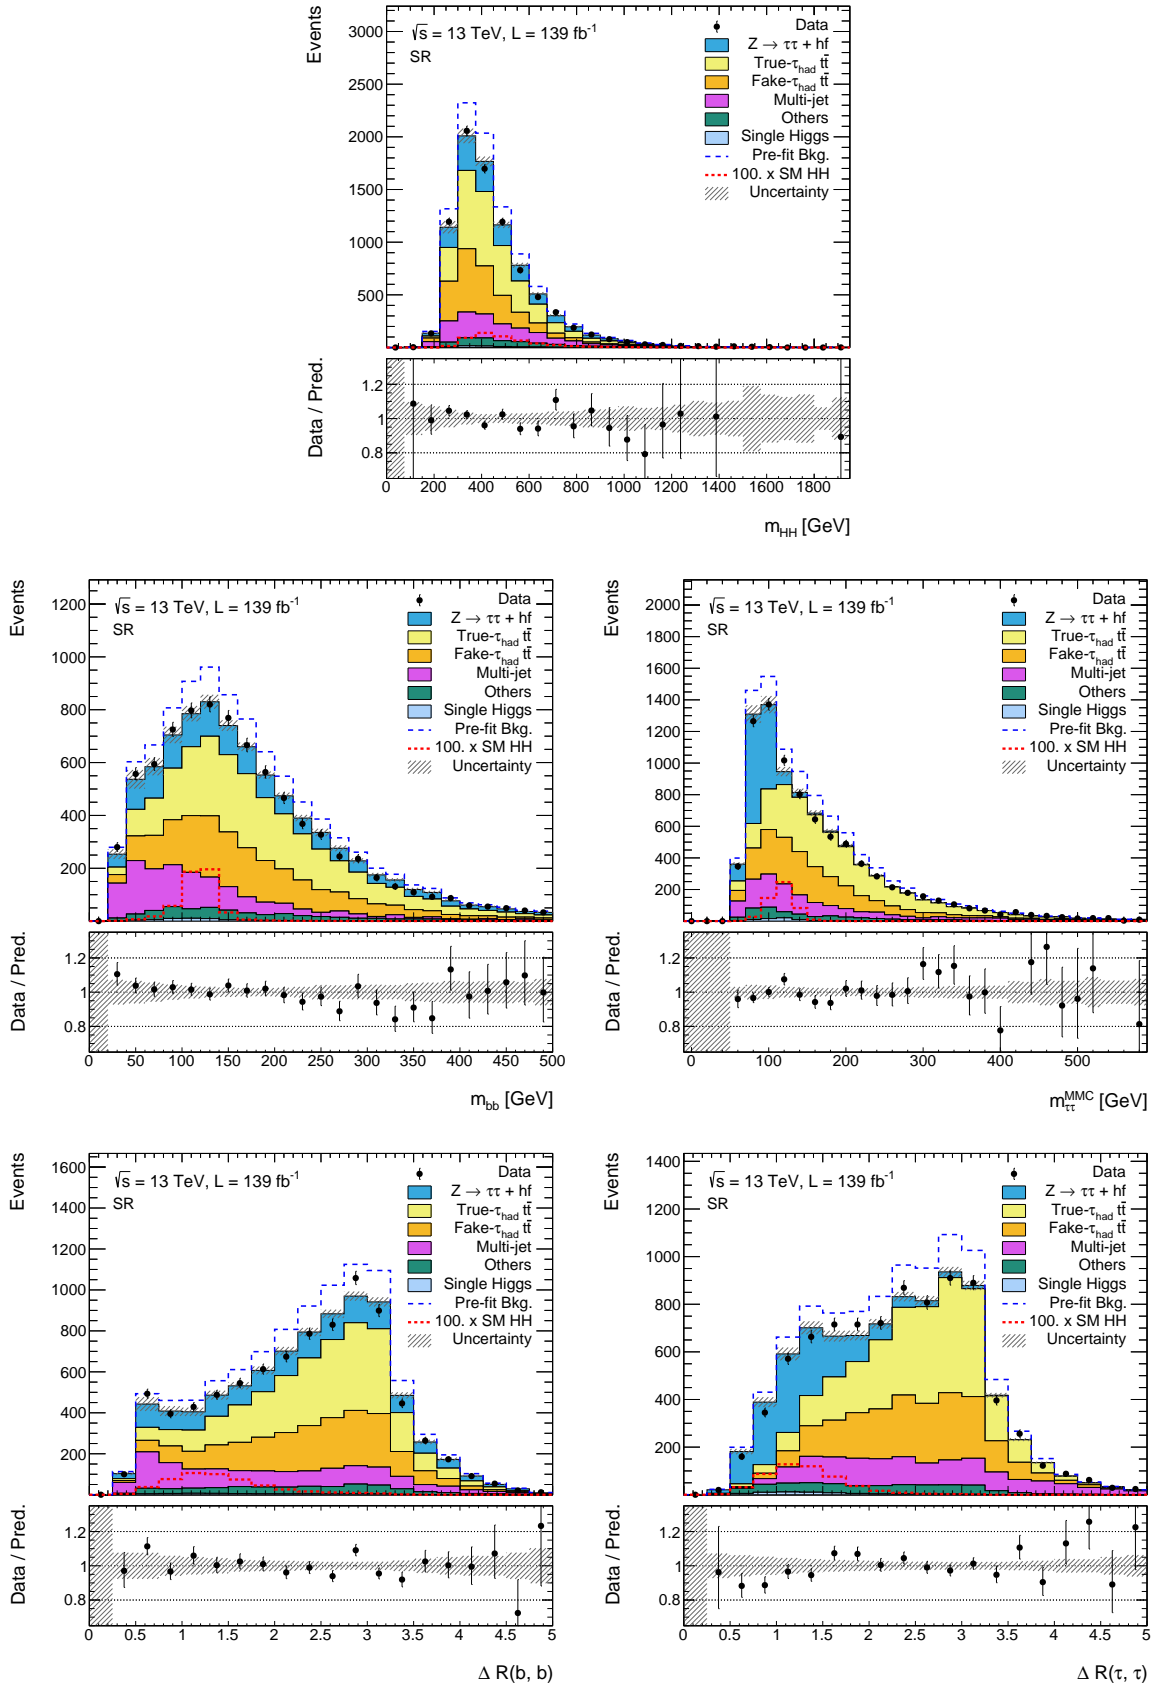 Events
3000
2500
2000
1500
1000
500
√s = 13 TeV, L = 139 fb⁻¹
SR
Data
Z → ττ + hf
True-τhad tt̄
Fake-τhad tt̄
Multi-jet
Others
Single Higgs
Pre-fit Bkg.
100. x SM HH
Uncertainty
Data / Pred.
1.2
1
0.8
0 200 400 600 800 1000 1200 1400 1600 1800
mHH [GeV]
Events
1200
1000
800
600
400
200
√s = 13 TeV, L = 139 fb⁻¹
SR
Data
Z → ττ + hf
True-τhad tt̄
Fake-τhad tt̄
Multi-jet
Others
Single Higgs
Pre-fit Bkg.
100. x SM HH
Uncertainty
Data / Pred.
1.2
1
0.8
0 50 100 150 200 250 300 350 400 450 500
mbb [GeV]
Events
2000
1800
1600
1400
1200
1000
800
600
400
200
√s = 13 TeV, L = 139 fb⁻¹
SR
Data
Z → ττ + hf
True-τhad tt̄
Fake-τhad tt̄
Multi-jet
Others
Single Higgs
Pre-fit Bkg.
100. x SM HH
Uncertainty
Data / Pred.
1.2
1
0.8
100 200 300 400 500
mττMMC [GeV]
Events
1600
1400
1200
1000
800
600
400
200
√s = 13 TeV, L = 139 fb⁻¹
SR
Data
Z → ττ + hf
True-τhad tt̄
Fake-τhad tt̄
Multi-jet
Others
Single Higgs
Pre-fit Bkg.
100. x SM HH
Uncertainty
Data / Pred.
1.2
1
0.8
0 0.5 1 1.5 2 2.5 3 3.5 4 4.5 5
Δ R(b, b)
Events
1400
1200
1000
800
600
400
200
√s = 13 TeV, L = 139 fb⁻¹
SR
Data
Z → ττ + hf
True-τhad tt̄
Fake-τhad tt̄
Multi-jet
Others
Single Higgs
Pre-fit Bkg.
100. x SM HH
Uncertainty
Data / Pred.
1.2
1
0.8
0 0.5 1 1.5 2 2.5 3 3.5 4 4.5 5
Δ R(τ, τ)